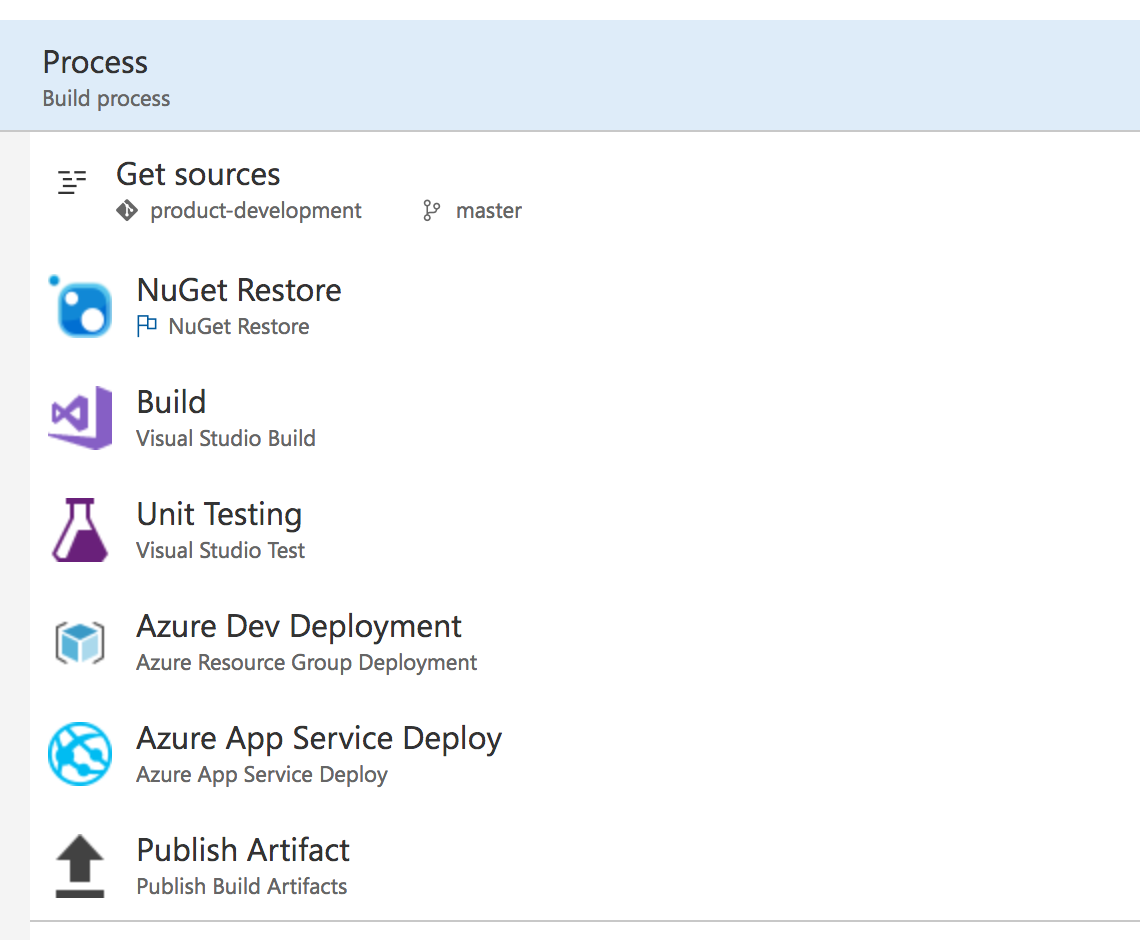 Process
Build process
Get sources
product-development master
NuGet Restore
NuGet Restore
Build
Visual Studio Build
Unit Testing
Visual Studio Test
Azure Dev Deployment
Azure Resource Group Deployment
Azure App Service Deploy
Azure App Service Deploy
Publish Artifact
Publish Build Artifacts